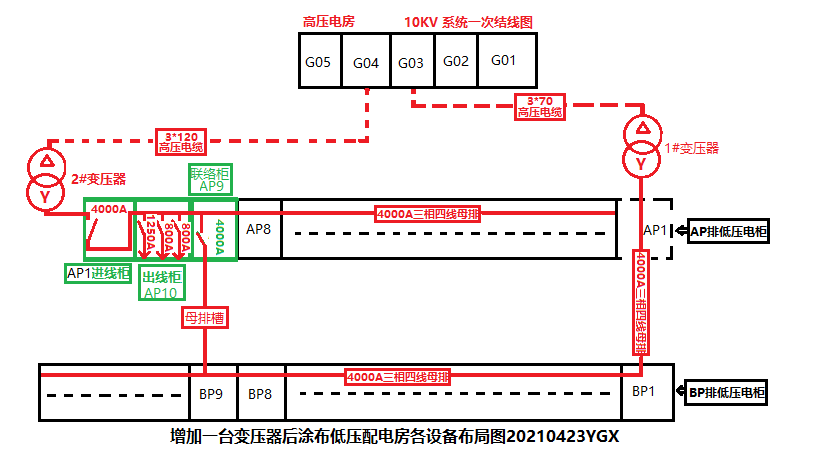 高压电房
10KV 系统一次结线图
G05
G04
G03
G02
G01
3*70
高压电缆
3*120
高压电缆
1#变压器
Y
2#变压器
Y
联络柜
AP9
4000A
1250A
800A
800A
4000A
AP8
4000A三相四线母排
AP1
AP排低压电柜
AP1进线柜
出线柜
AP10
4000A三相四线母排
母排槽
4000A三相四线母排
BP9
BP8
BP1
BP排低压电柜
增加一台变压器后涂布低压配电房各设备布局图20210423YGX